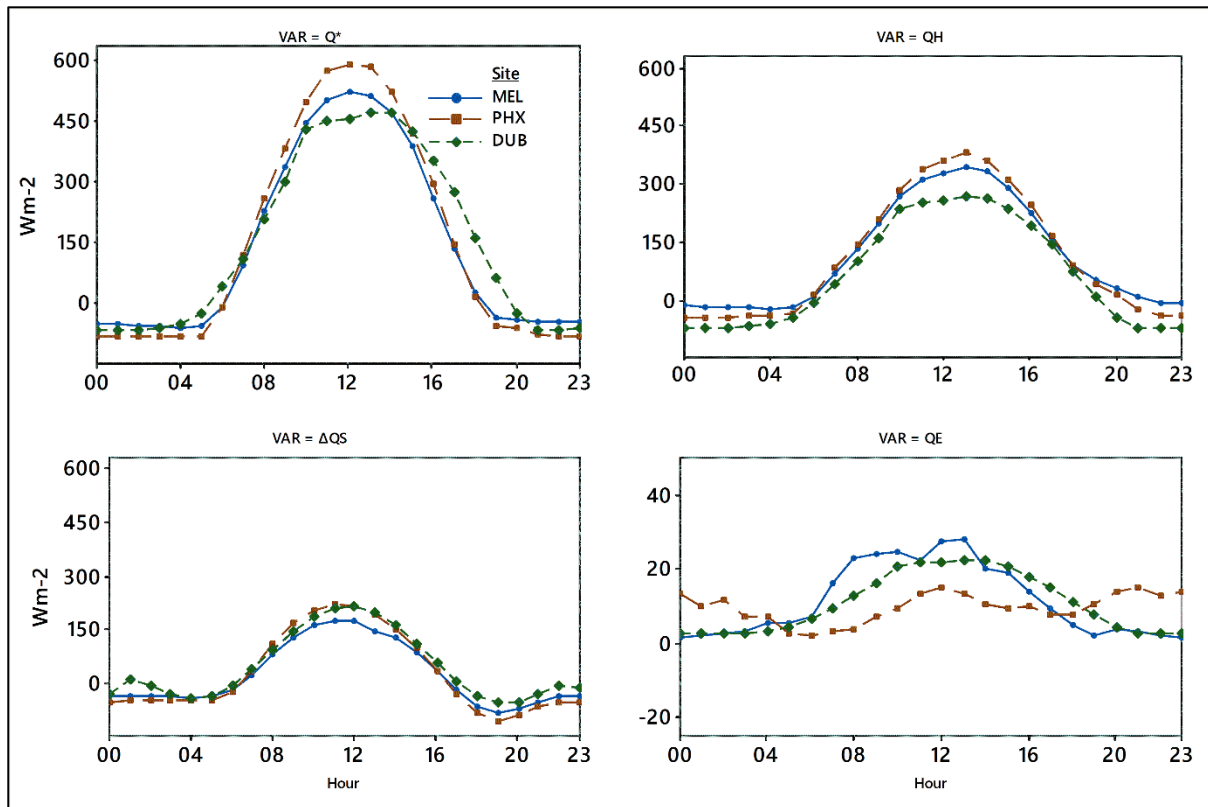 VAR = Q*
600
450
300
150
0
Wm-2
Site
MEL
PHX
DUB
00 04 08 12 16 20 23
VAR = QH
600
450
300
150
0
00 04 08 12 16 20 23
VAR = ΔQS
600
450
300
150
0
Wm-2
00 04 08 12 16 20 23
Hour
VAR = QE
40
20
0
-20
00 04 08 12 16 20 23
Hour